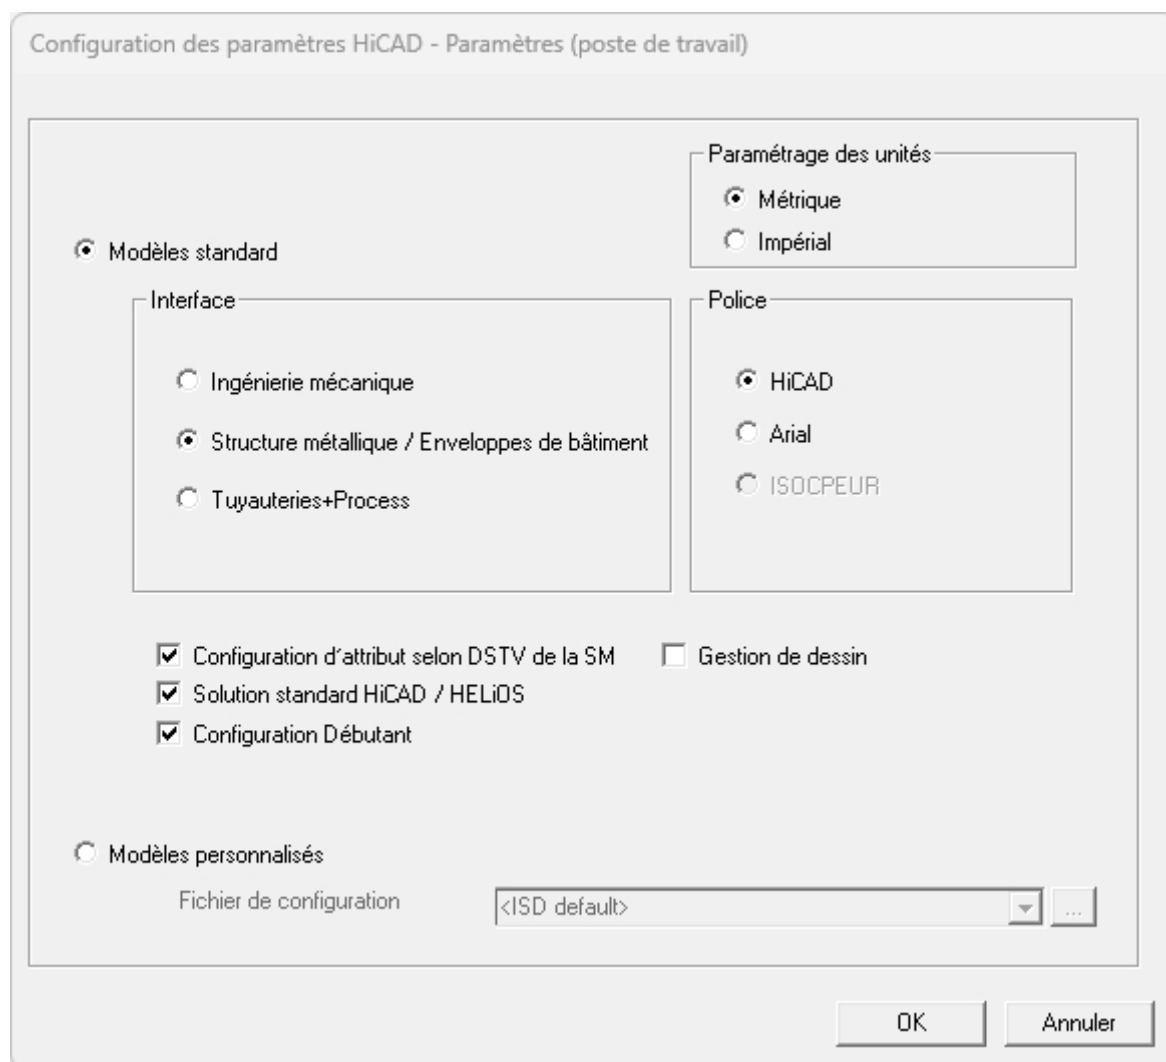 Configuration des paramètres HiCAD - Paramètres (poste de travail)
Paramétrage des unités
Métrique
Impérial
Modèles standard
Interface
Police
Ingénierie mécanique
HiCAD
Structure métallique / Enveloppes de bâtiment
Arial
Tuyauteries+Process
ISOCPEUR
Configuration d´attribut selon DSTV de la SM
Gestion de dessin
Solution standard HiCAD / HELiOS
Configuration Débutant
Modèles personnalisés
Fichier de configuration
<ISD default>
...
OK
Annuler